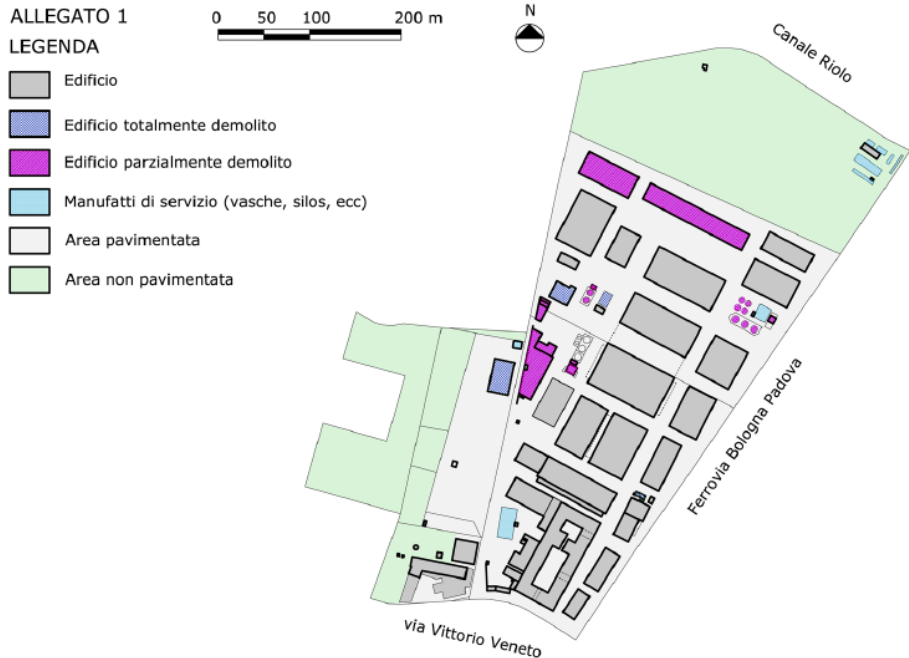 ALLEGATO 1
0 50 100 200 m
N
LEGENDA
Edificio
Edificio totalmente demolito
Edificio parzialmente demolito
Manufatti di servizio (vasche, silos, ecc)
Area pavimentata
Area non pavimentata
Canale Riolo
Ferrovia Bologna Padova
via Vittorio Veneto